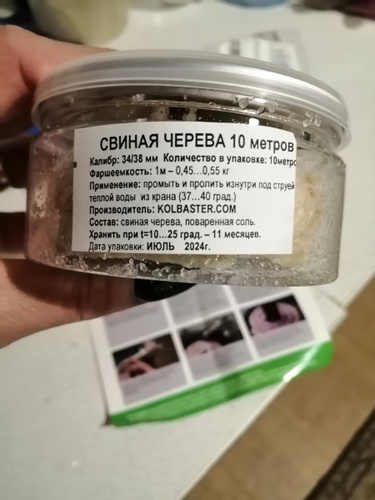 СВИНАЯ ЧЕРЕВА 10 метров
Калибр: 34/38 мм Количество в упаковке: 10метро
Фаршеемкость: 1м – 0,45...0,55 кг
Применение: промыть и пролить изнутри под струей
теплой воды из крана (37...40 град.)
Производитель: KOLBASTER.COM
Состав: свиная черева, поваренная соль.
Хранить при t=10...25 град. – 11 месяцев.
Дата упаковки: ИЮЛЬ 2024г.